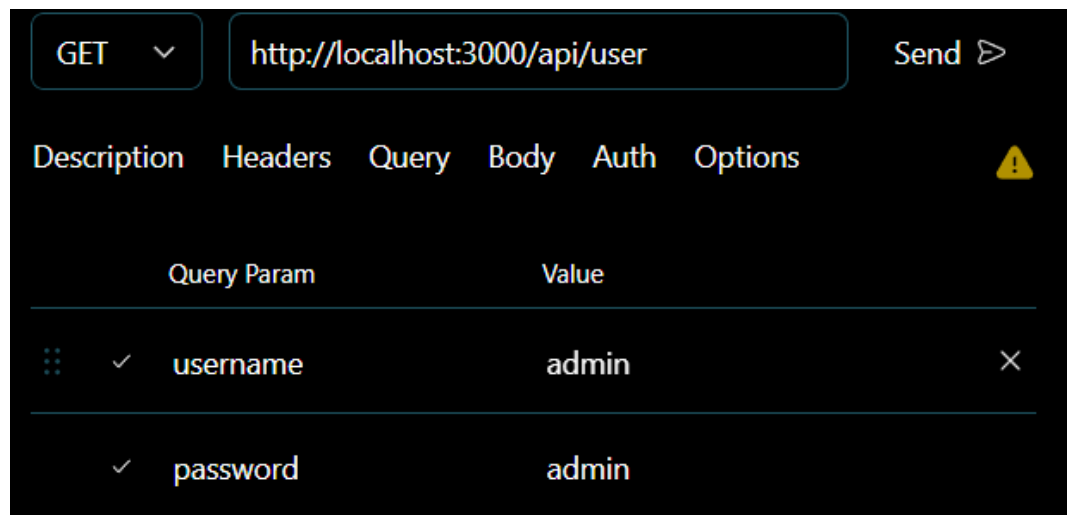 GET http://localhost:3000/api/user Send
Description Headers Query Body Auth Options
Query Param Value
username admin
password admin